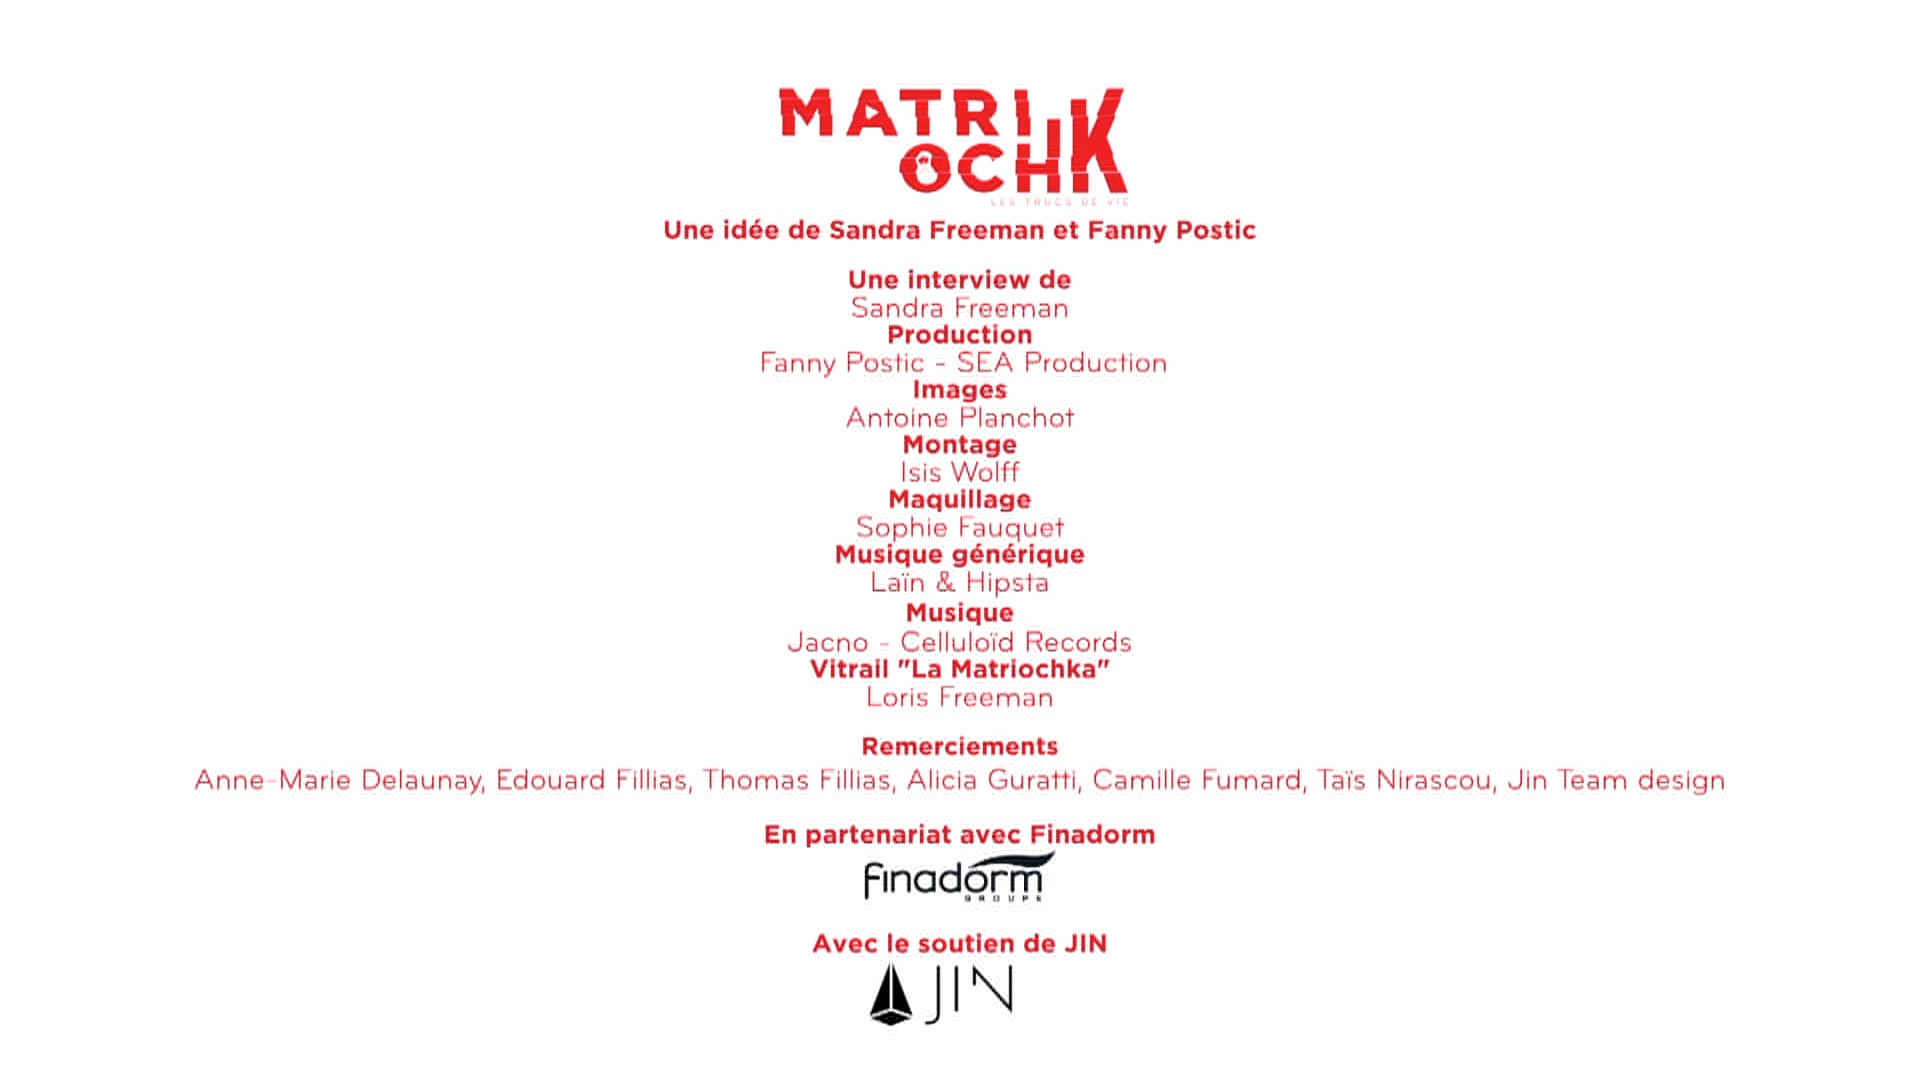 MATRI K
OCH
LES TRUCS DE VIE
Une idée de Sandra Freeman et Fanny Postic
Une interview de
Sandra Freeman
Production
Fanny Postic - SEA Production
Images
Antoine Planchot
Montage
Isis Wolff
Maquillage
Sophie Fauquet
Musique générique
Laïn & Hipsta
Musique
Jacno - Celluloïd Records
Vitrail "La Matriochka"
Loris Freeman
Remerciements
Anne-Marie Delaunay, Edouard Fillias, Thomas Fillias, Alicia Guratti, Camille Fumard, Taïs Nirascou, Jin Team design
En partenariat avec Finadorm
finadorm
GROUPE
Avec le soutien de JIN
JIN